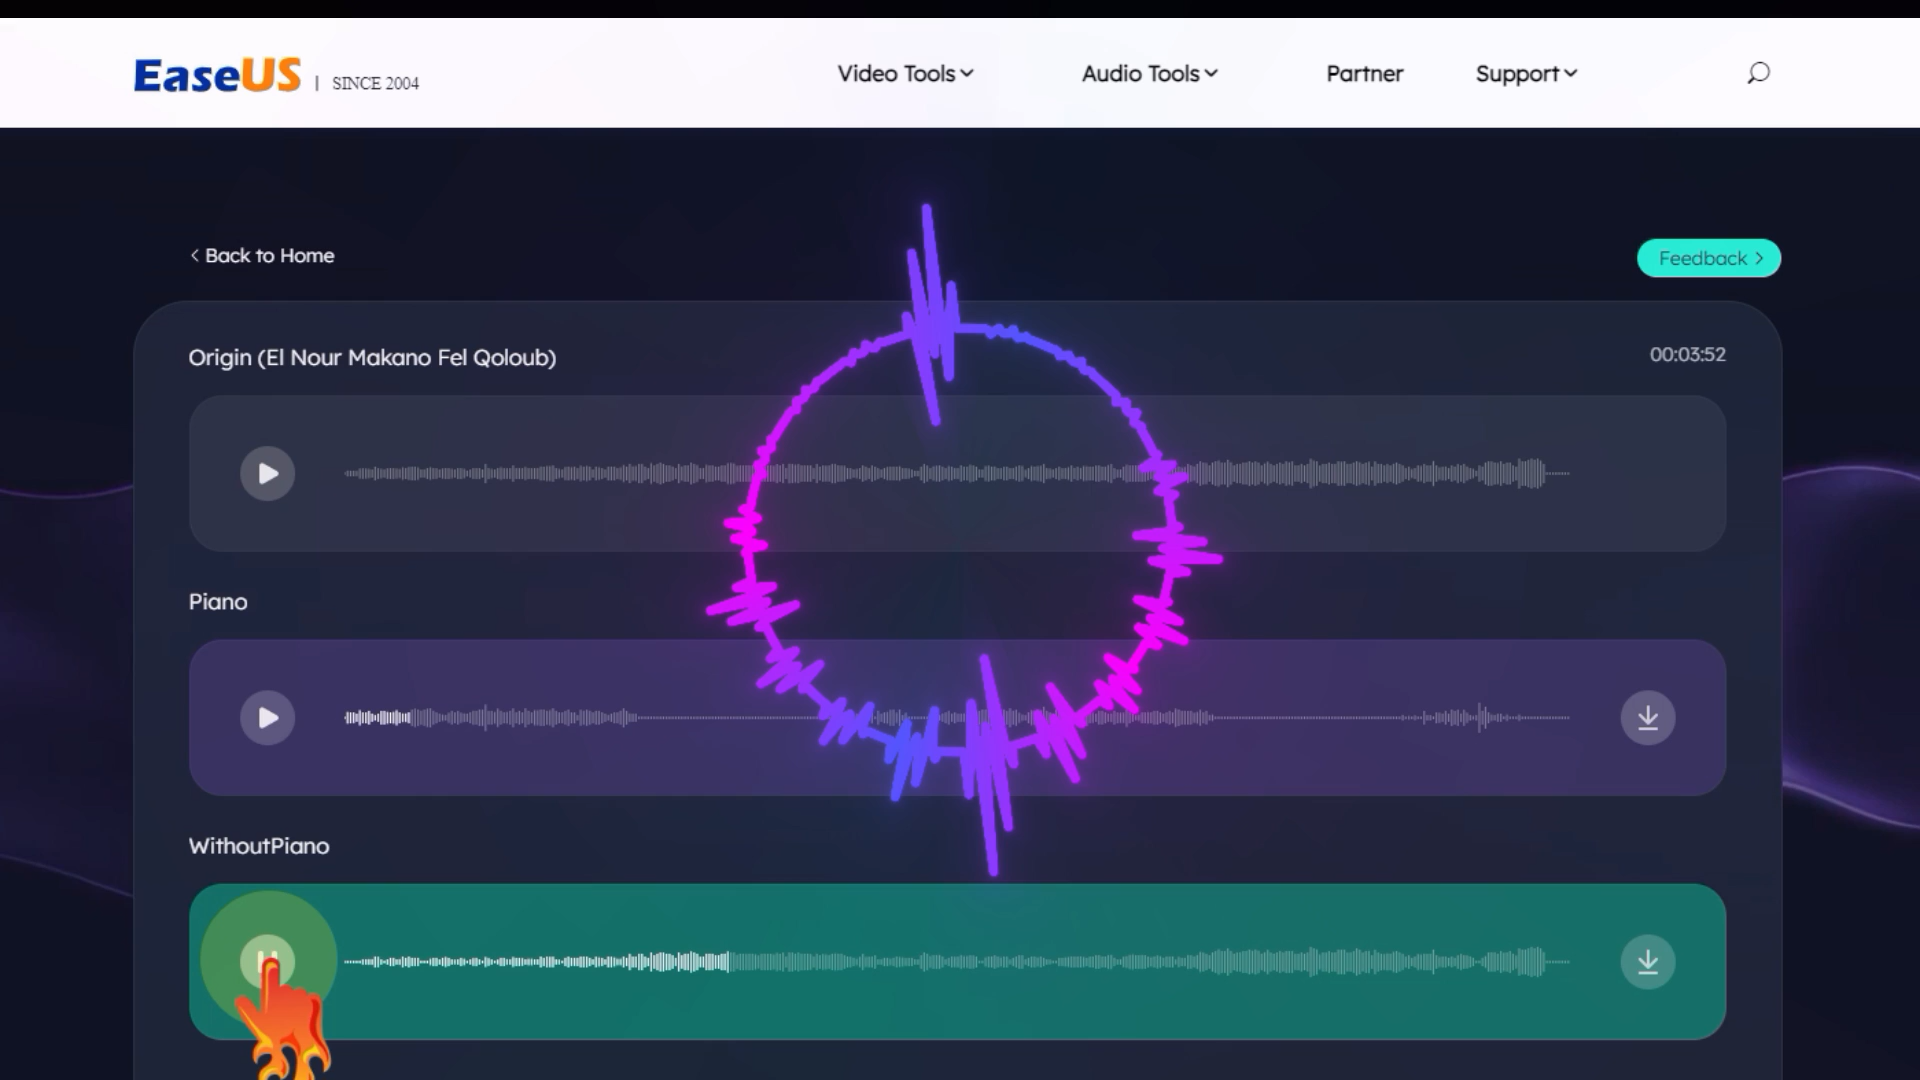 EaseUS | SINCE 2004
Video Tools
Audio Tools
Partner
Support
Back to Home
Feedback
Origin (El Nour Makano Fel Qoloub)
00:03:52
Piano
WithoutPiano